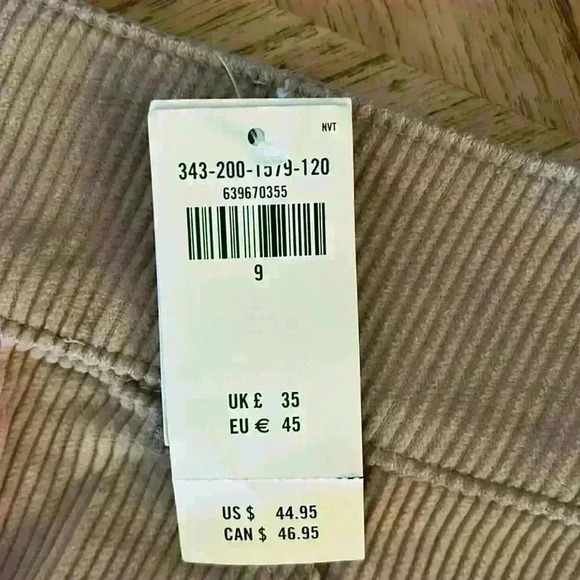 NVT
343-200-1579-120
639670355
9
UK £ 35
EU € 45
US $ 44.95
CAN $ 46.95